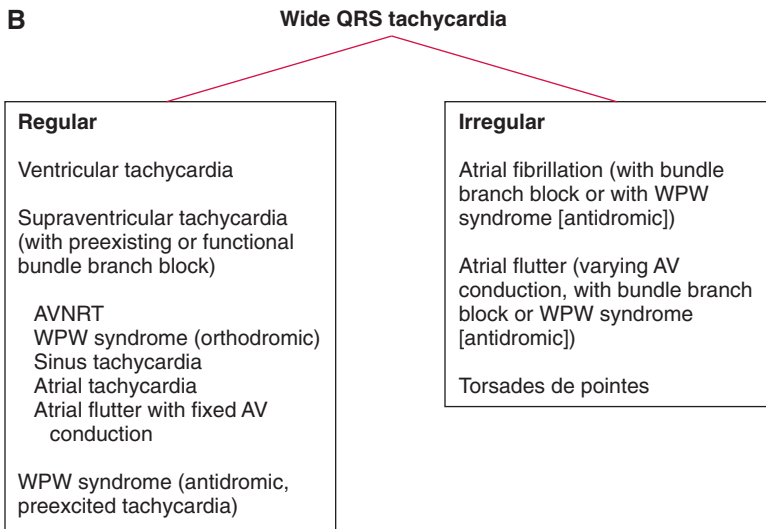 B
Wide QRS tachycardia
Regular
Ventricular tachycardia
Supraventricular tachycardia
(with preexisting or functional
bundle branch block)
AVNRT
WPW syndrome (orthodromic)
Sinus tachycardia
Atrial tachycardia
Atrial flutter with fixed AV
conduction
WPW syndrome (antidromic,
preexcited tachycardia)
Irregular
Atrial fibrillation (with bundle
branch block or with WPW
syndrome [antidromic])
Atrial flutter (varying AV
conduction, with bundle branch
block or WPW syndrome
[antidromic])
Torsades de pointes